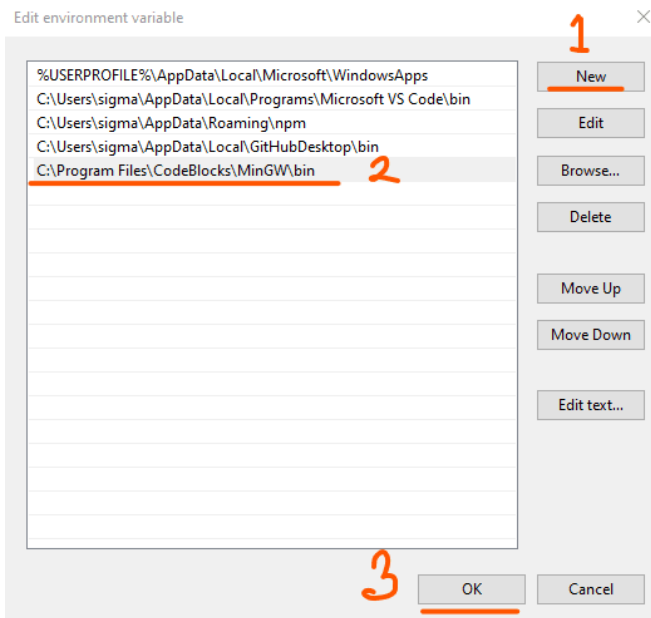 Edit environment variable
1
%USERPROFILE%\AppData\Local\Microsoft\WindowsApps
New
C:\Users\sigma\AppData\Local\Programs\Microsoft VS Code\bin
C:\Users\sigma\AppData\Roaming\npm
Edit
C:\Users\sigma\AppData\Local\GitHubDesktop\bin
C:\Program Files\CodeBlocks\MinGW\bin
2
Browse...
Delete
Move Up
Move Down
Edit text...
3
OK
Cancel